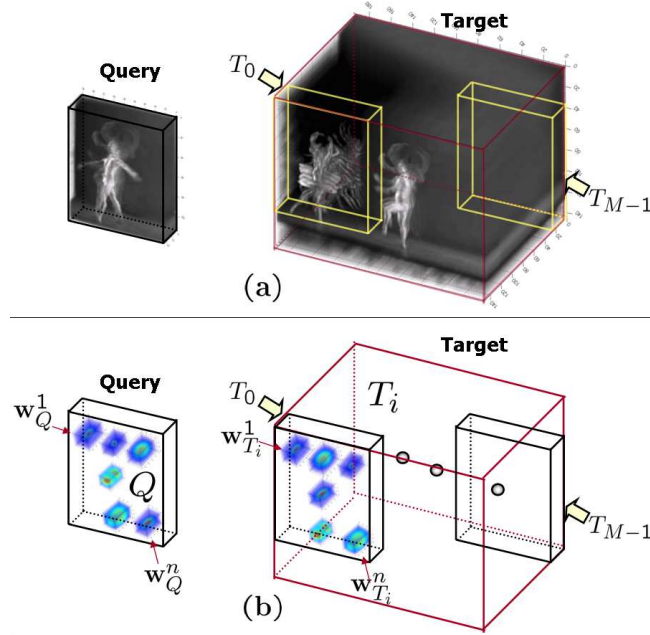 Target
Query
T_0
T_{M-1}
(a)
Target
Query
T_0
T_i
w_Q^1
w_{T_i}^1
Q
T_{M-1}
w_Q^n
w_{T_i}^n
(b)